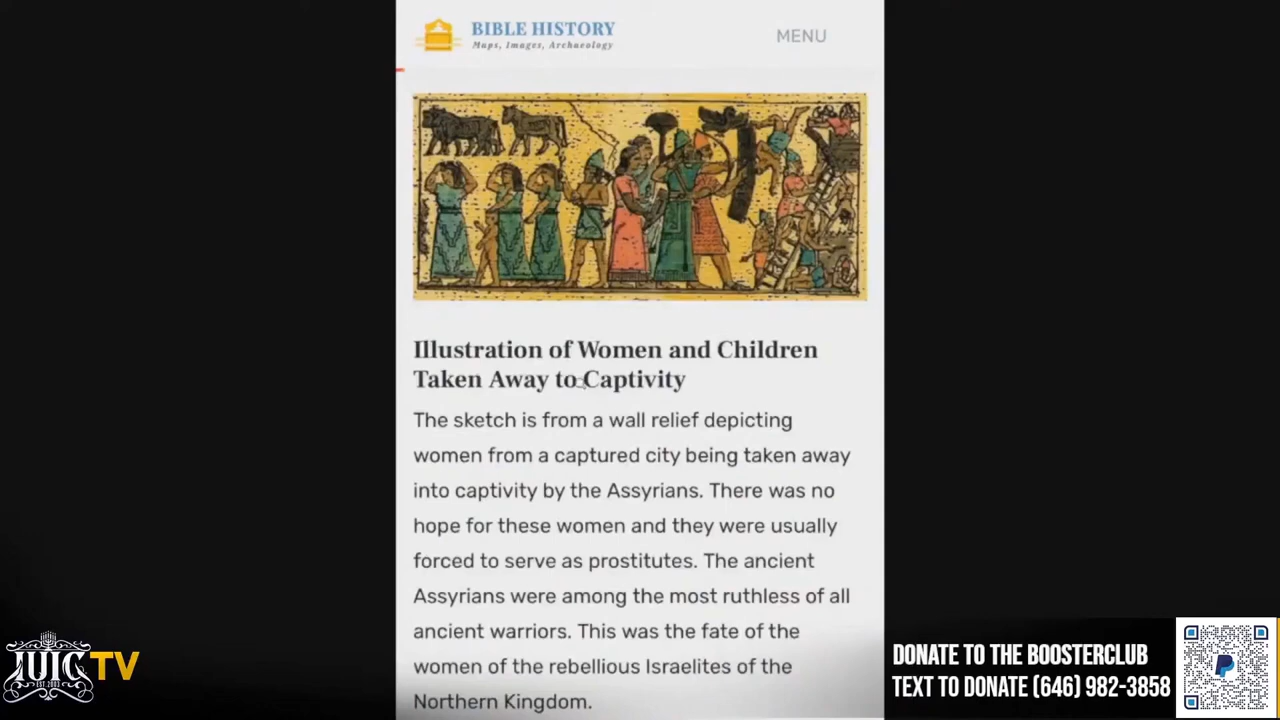 BIBLE HISTORY
Maps, Images, Archaeology
MENU
Illustration of Women and Children
Taken Away to Captivity
The sketch is from a wall relief depicting
women from a captured city being taken away
into captivity by the Assyrians. There was no
hope for these women and they were usually
forced to serve as prostitutes. The ancient
Assyrians were among the most ruthless of all
ancient warriors. This was the fate of the
women of the rebellious Israelites of the
Northern Kingdom.
IUIC TV
EST. 2003
DONATE TO THE BOOSTERCLUB
TEXT TO DONATE (646) 982-3858